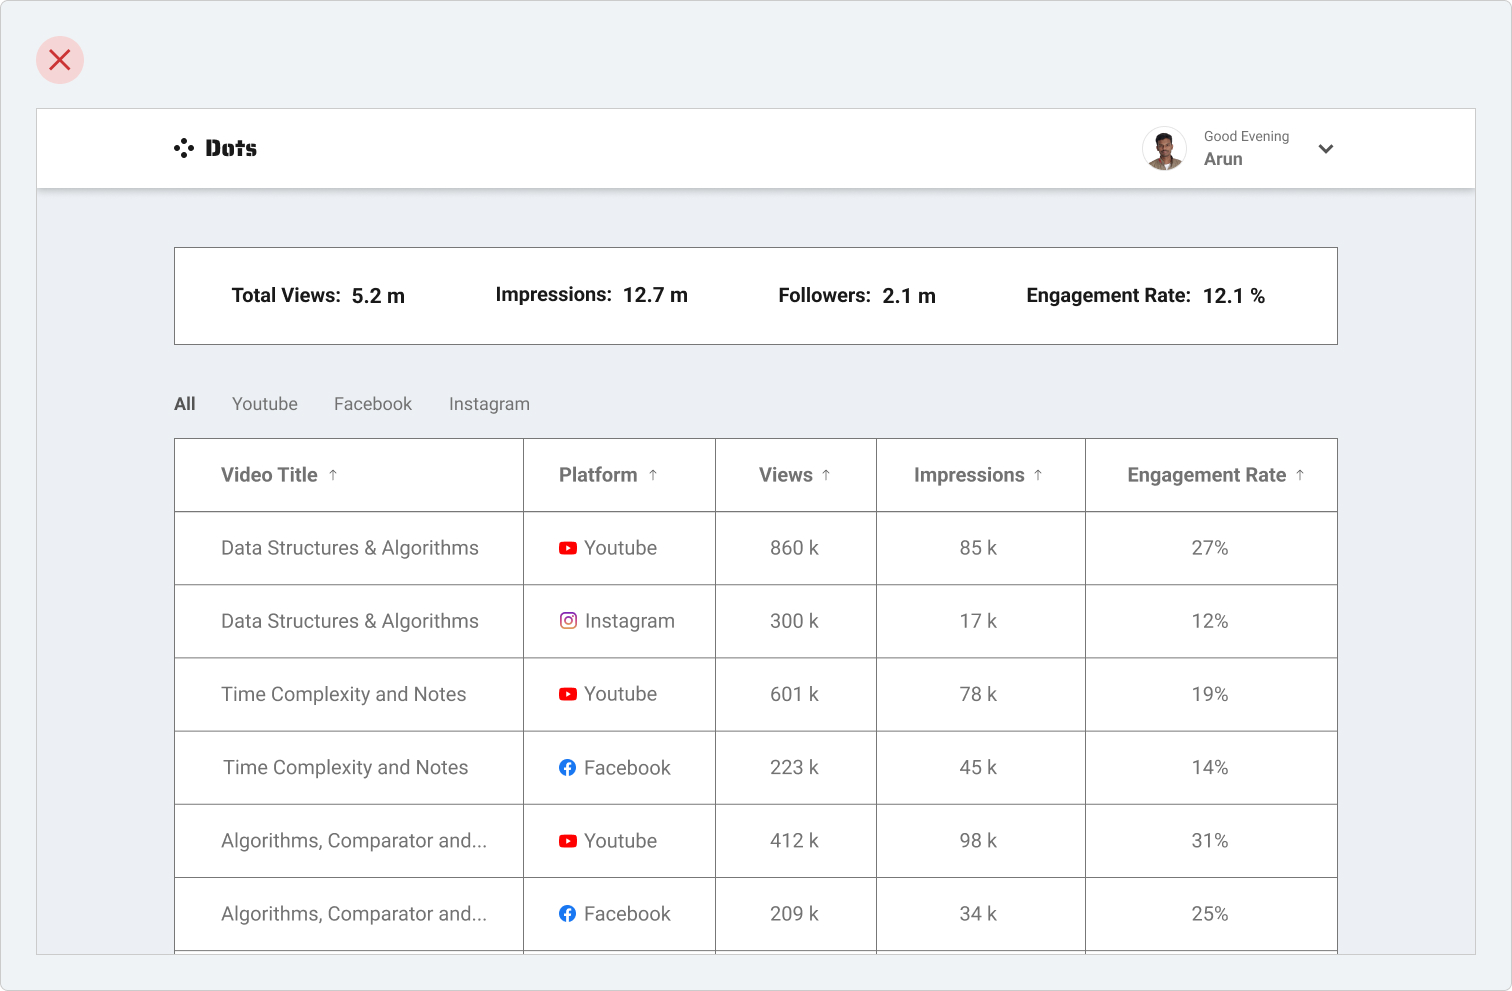 Dots
Good Evening
Arun
Total Views: 5.2 m Impressions: 12.7 m Followers: 2.1 m Engagement Rate: 12.1 %
All Youtube Facebook Instagram
Video Title ↑ Platform ↑ Views ↑ Impressions ↑ Engagement Rate ↑
Data Structures & Algorithms Youtube 860 k 85 k 27%
Data Structures & Algorithms Instagram 300 k 17 k 12%
Time Complexity and Notes Youtube 601 k 78 k 19%
Time Complexity and Notes Facebook 223 k 45 k 14%
Algorithms, Comparator and... Youtube 412 k 98 k 31%
Algorithms, Comparator and... Facebook 209 k 34 k 25%